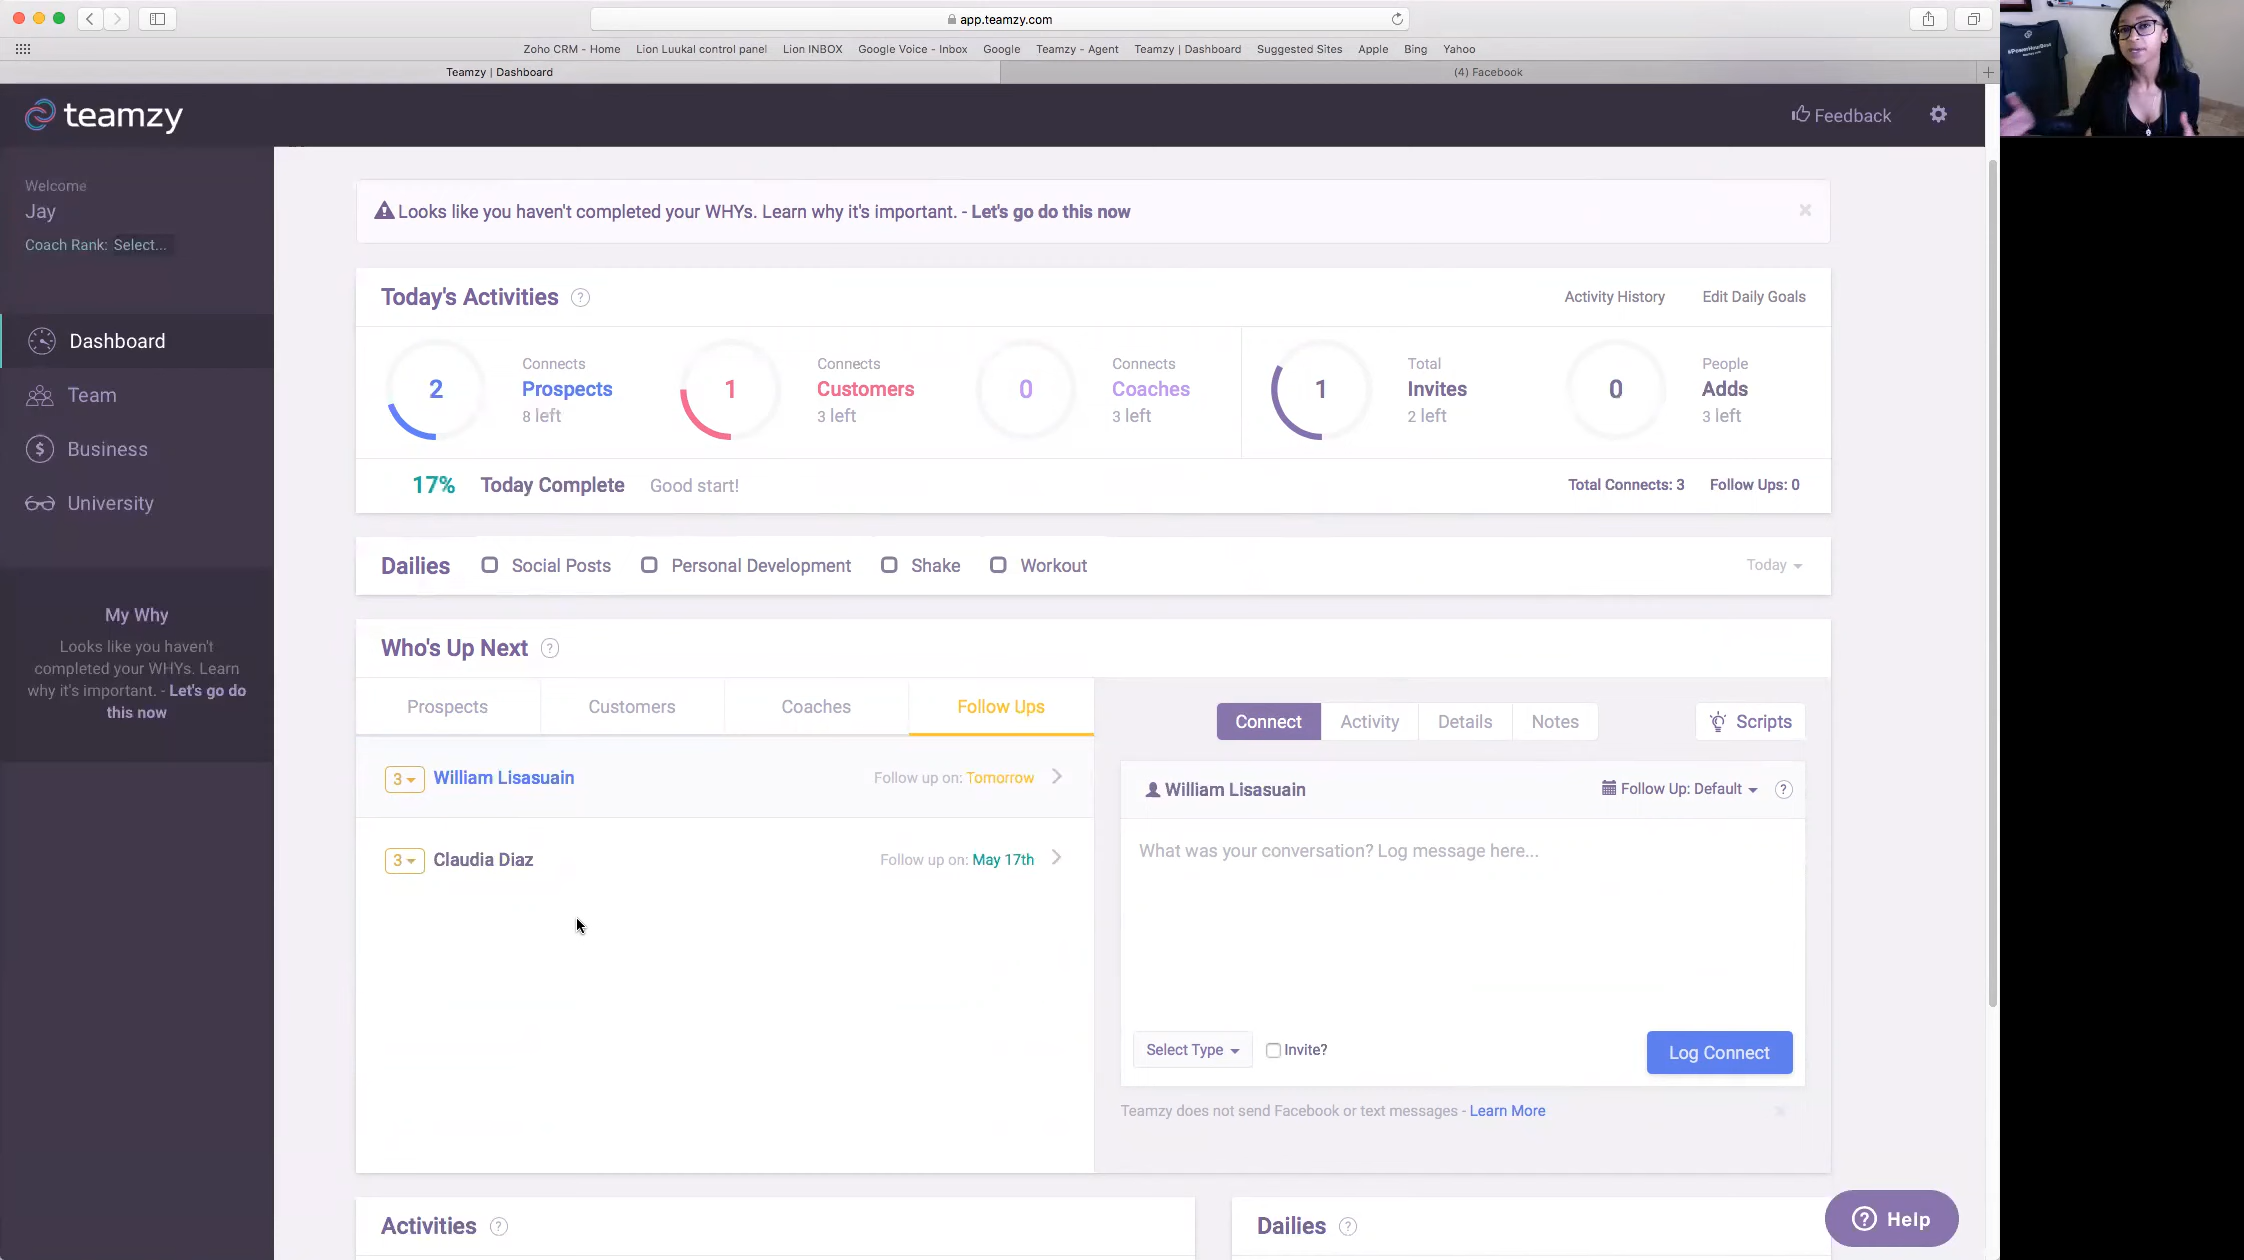 app.teamzy.com
Zoho CRM - Home
Lion Luukal control panel
Lion INBOX
Google Voice - Inbox
Google
Teamzy - Agent
Teamzy | Dashboard
Suggested Sites
Apple
Bing
Yahoo
Teamzy | Dashboard
(4) Facebook
teamzy
Feedback
Welcome
Jay
Coach Rank: Select...
Dashboard
Team
Business
University
My Why
Looks like you haven't
completed your WHYs. Learn
why it's important. - Let's go do
this now
Looks like you haven't completed your WHYs. Learn why it's important. - Let's go do this now
Today's Activities ?
Activity History
Edit Daily Goals
2
Connects
Prospects
8 left
1
Connects
Customers
3 left
0
Connects
Coaches
3 left
1
Total
Invites
2 left
0
People
Adds
3 left
17% Today Complete Good start!
Total Connects: 3
Follow Ups: 0
Dailies
Social Posts
Personal Development
Shake
Workout
Today
Who's Up Next ?
Prospects
Customers
Coaches
Follow Ups
3 William Lisasuain
Follow up on: Tomorrow
3 Claudia Diaz
Follow up on: May 17th
Connect
Activity
Details
Notes
Scripts
William Lisasuain
Follow Up: Default ?
What was your conversation? Log message here...
Select Type
Invite?
Log Connect
Teamzy does not send Facebook or text messages - Learn More
Activities ?
Dailies ?
? Help